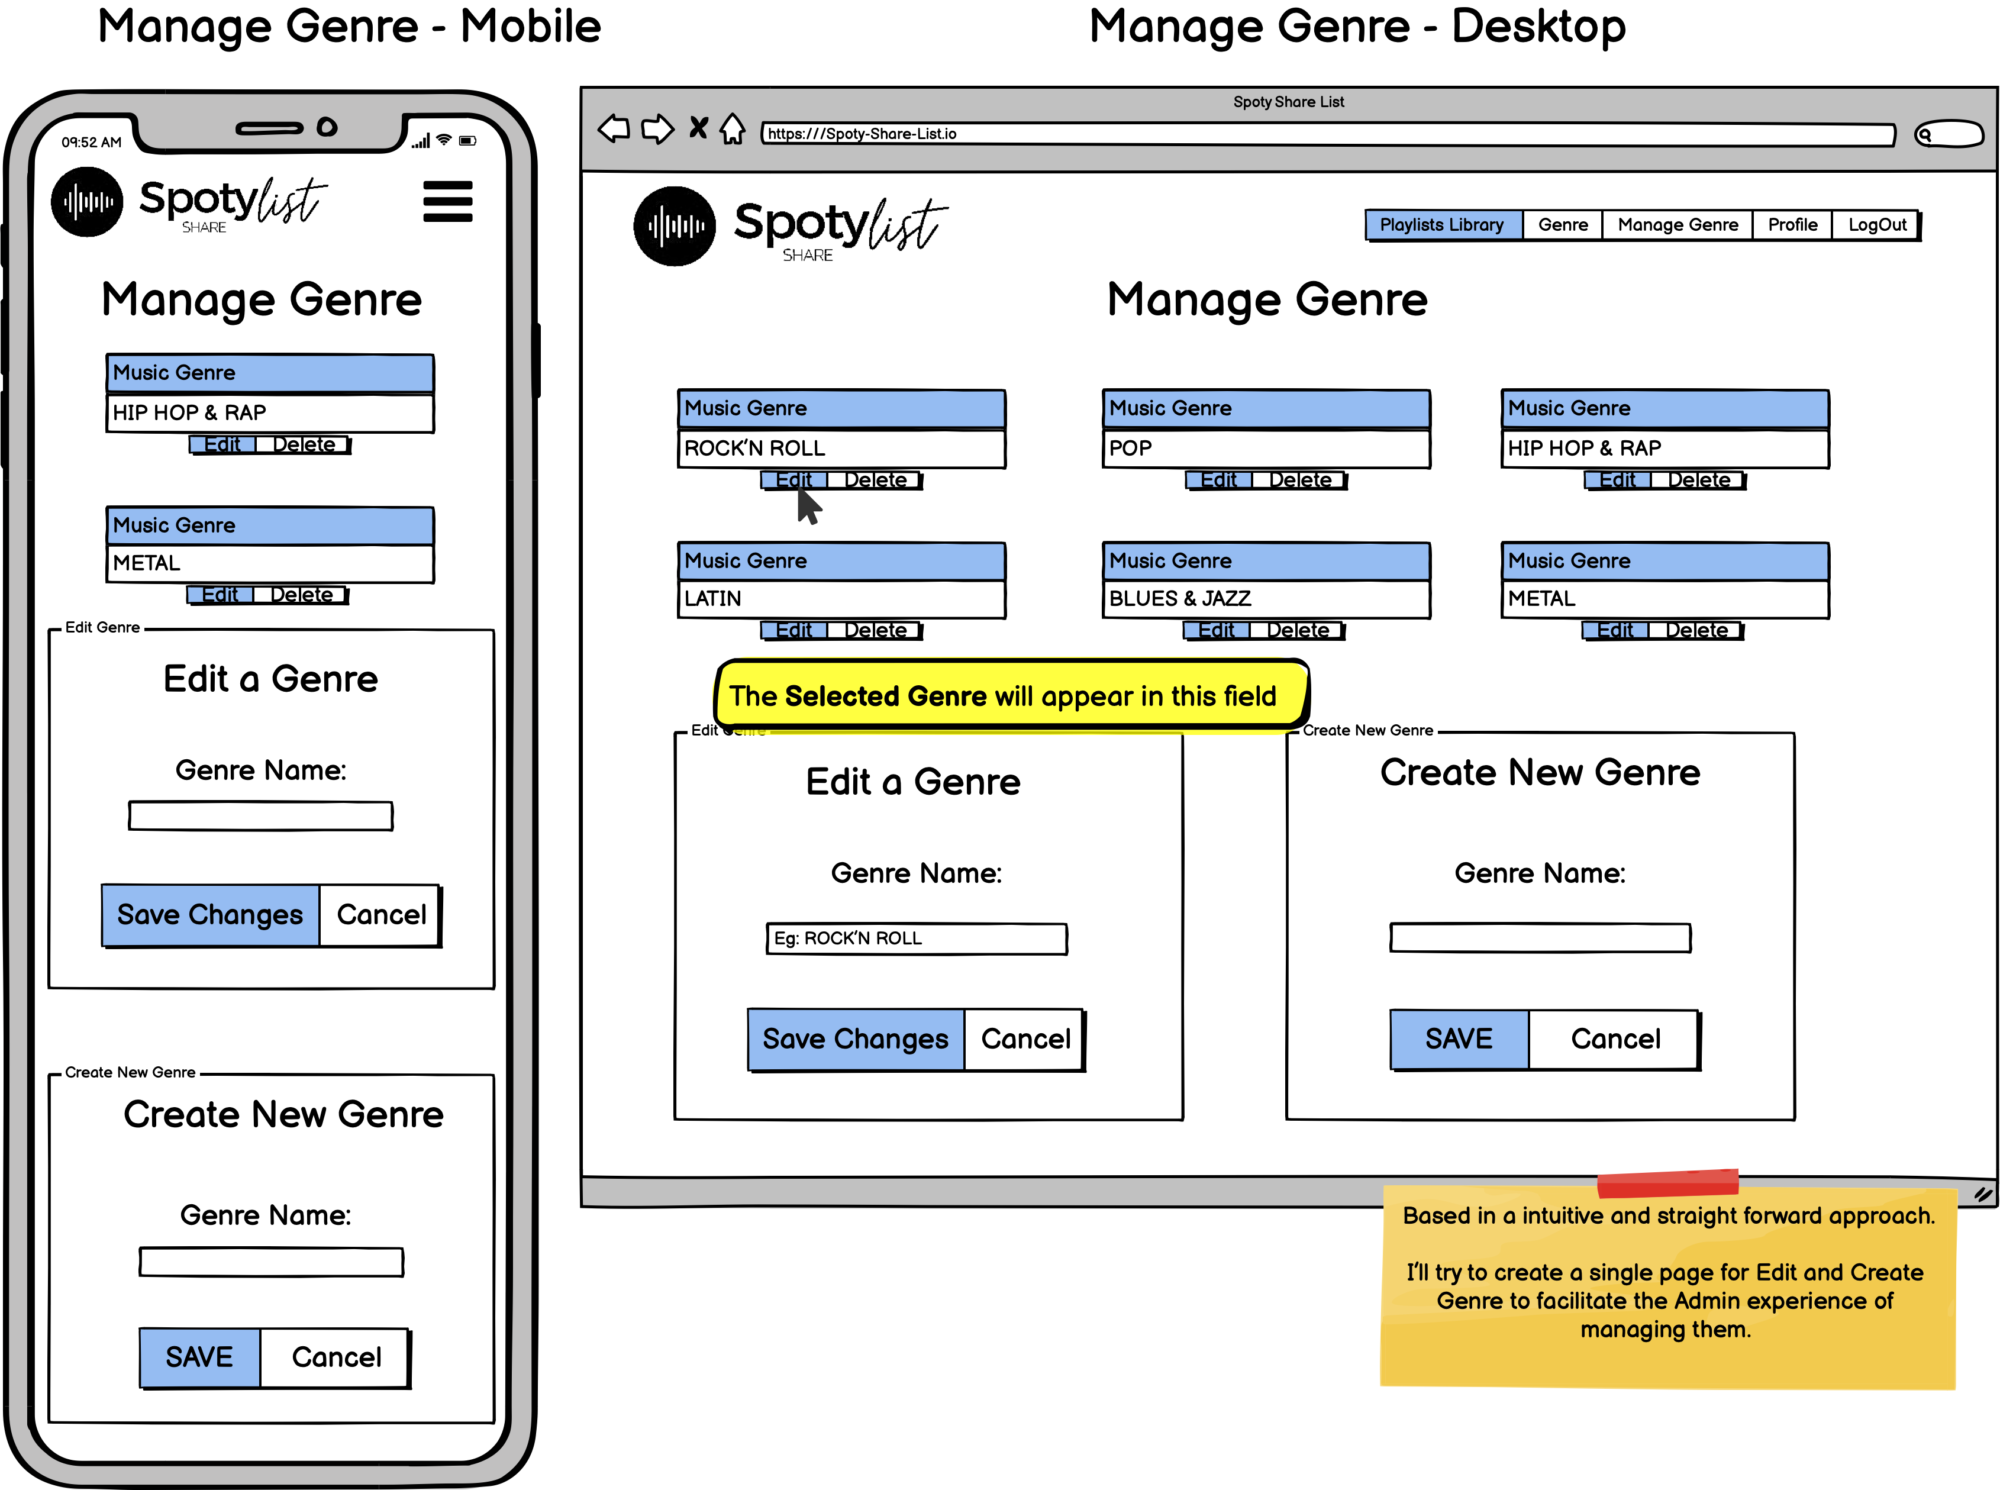 Manage Genre - Mobile
09:52 AM
Spotylist
SHARE
Manage Genre
Music Genre
HIP HOP & RAP
Edit Delete
Music Genre
METAL
Edit Delete
Edit Genre
Edit a Genre
Genre Name:
Save Changes Cancel
Create New Genre
Create New Genre
Genre Name:
SAVE Cancel
Manage Genre - Desktop
Spoty Share List
https:///Spoty-Share-List.io
Spotylist
SHARE
Playlists Library Genre Manage Genre Profile LogOut
Manage Genre
Music Genre
ROCK'N ROLL
Edit Delete
Music Genre
POP
Edit Delete
Music Genre
HIP HOP & RAP
Edit Delete
Music Genre
LATIN
Edit Delete
Music Genre
BLUES & JAZZ
Edit Delete
Music Genre
METAL
Edit Delete
The Selected Genre will appear in this field
Edit Genre
Edit a Genre
Genre Name:
Eg: ROCK'N ROLL
Save Changes Cancel
Create New Genre
Create New Genre
Genre Name:
SAVE Cancel
Based in a intuitive and straight forward approach.
I'll try to create a single page for Edit and Create
Genre to facilitate the Admin experience of
managing them.